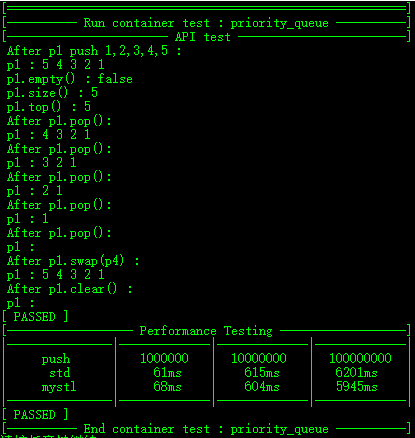 Run container test : priority_queue
API test
After p1 push 1,2,3,4,5 :
p1 : 5 4 3 2 1
p1.empty() : false
p1.size() : 5
p1.top() : 5
After p1.pop():
p1 : 4 3 2 1
After p1.pop():
p1 : 3 2 1
After p1.pop():
p1 : 2 1
After p1.pop():
p1 : 1
After p1.pop():
p1 :
After p1.swap(p4) :
p1 : 5 4 3 2 1
After p1.clear() :
p1 :
[ PASSED ]
Performance Testing
push 1000000 10000000 100000000
std 61ms 615ms 6201ms
mystl 68ms 604ms 5945ms
[ PASSED ]
End container test : priority_queue